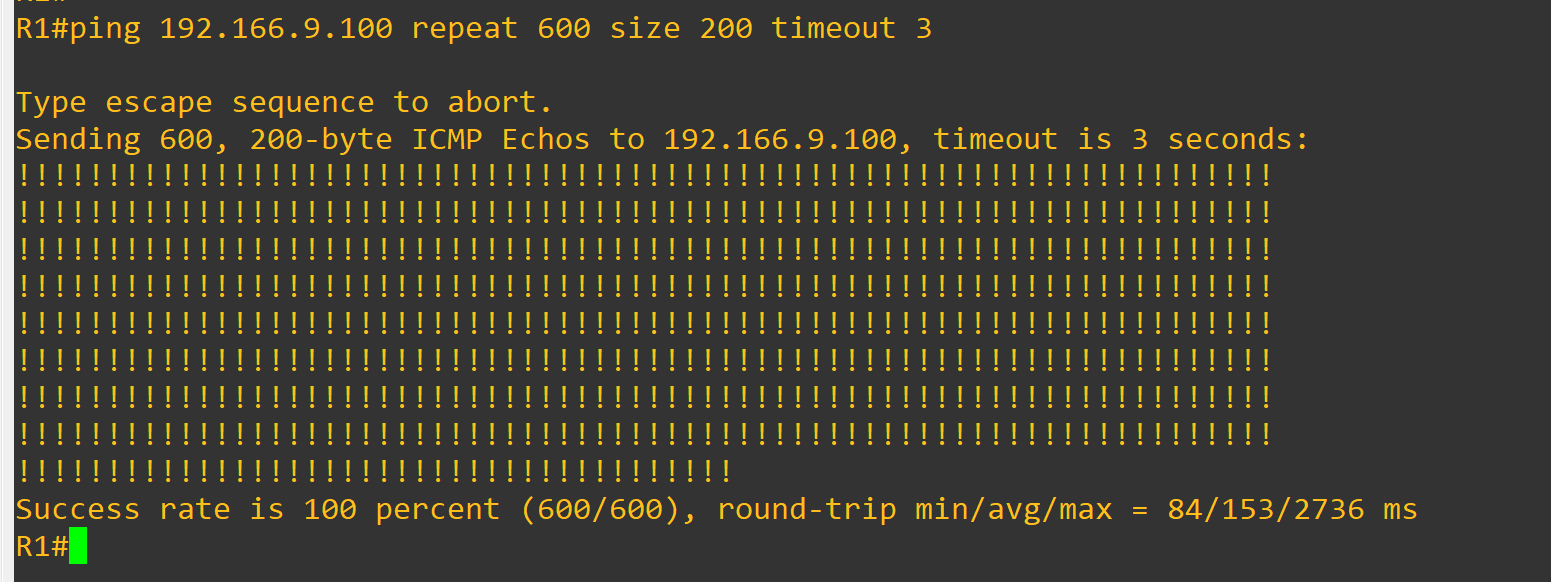 R1#ping 192.166.9.100 repeat 600 size 200 timeout 3
Type escape sequence to abort.
Sending 600, 200-byte ICMP Echos to 192.166.9.100, timeout is 3 seconds:
!!!!!!!!!!!!!!!!!!!!!!!!!!!!!!!!!!!!!!!!!!!!!!!!!!!!!!!!!!!!!!!!!!!!!!
!!!!!!!!!!!!!!!!!!!!!!!!!!!!!!!!!!!!!!!!!!!!!!!!!!!!!!!!!!!!!!!!!!!!!!
!!!!!!!!!!!!!!!!!!!!!!!!!!!!!!!!!!!!!!!!!!!!!!!!!!!!!!!!!!!!!!!!!!!!!!
!!!!!!!!!!!!!!!!!!!!!!!!!!!!!!!!!!!!!!!!!!!!!!!!!!!!!!!!!!!!!!!!!!!!!!
!!!!!!!!!!!!!!!!!!!!!!!!!!!!!!!!!!!!!!!!!!!!!!!!!!!!!!!!!!!!!!!!!!!!!!
!!!!!!!!!!!!!!!!!!!!!!!!!!!!!!!!!!!!!!!!!!!!!!!!!!!!!!!!!!!!!!!!!!!!!!
!!!!!!!!!!!!!!!!!!!!!!!!!!!!!!!!!!!!!!!!!!!!!!!!!!!!!!!!!!!!!!!!!!!!!!
!!!!!!!!!!!!!!!!!!!!!!!!!!!!!!!!!!!!!!!!!!!!!!!!!!!!!!!!!!!!!!!!!!!!!!
!!!!!!!!!!!!!!!!!!!!!!!!!!!!!!!!!!!!!!!!
Success rate is 100 percent (600/600), round-trip min/avg/max = 84/153/2736 ms
R1#